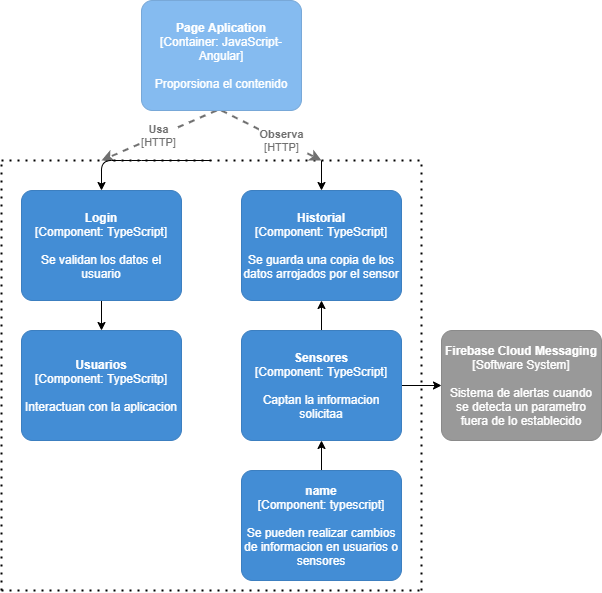 Page Aplication
[Container: JavaScript-
Angular]
Proporsiona el contenido
Usa
[HTTP]
Observa
[HTTP]
Login
[Component: TypeScript]
Se validan los datos el
usuario
Historial
[Component: TypeScript]
Se guarda una copia de los
datos arrojados por el sensor
Usuarios
[Component: TypeScritp]
Interactuan con la aplicacion
Sensores
[Component: TypeScript]
Captan la informacion
solicitaa
Firebase Cloud Messaging
[Software System]
Sistema de alertas cuando
se detecta un parametro
fuera de lo establecido
name
[Component: typescript]
Se pueden realizar cambios
de informacion en usuarios o
sensores